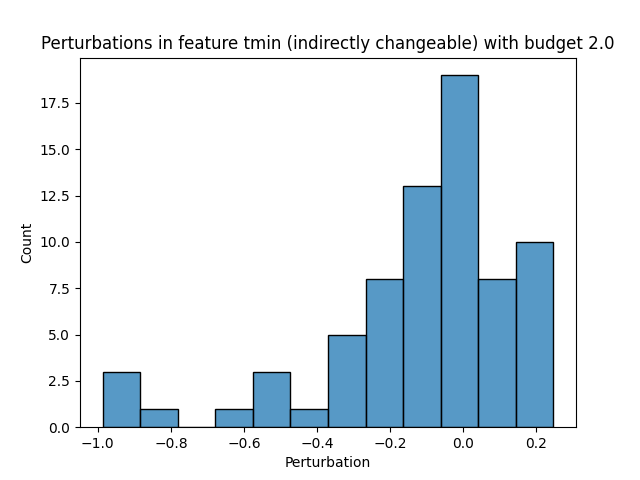 Perturbations in feature tmin (indirectly changeable) with budget 2.0
17.5
15.0
12.5
10.0
7.5
5.0
2.5
0.0
Count
−1.0 −0.8 −0.6 −0.4 −0.2 0.0 0.2
Perturbation